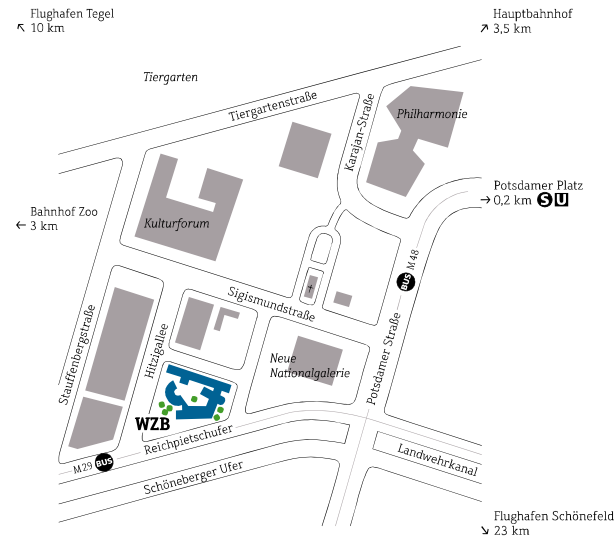 Flughafen Tegel
10 km
Hauptbahnhof
3,5 km
Tiergarten
Tiergartenstraße
Karajan-Straße
Philharmonie
Potsdamer Platz
0,2 km S U
Bahnhof Zoo
3 km
Kulturforum
BUS M 48
Sigismundstraße
Stauffenbergstraße
Hitzigallee
Potsdamer Straße
Neue
Nationalgalerie
WZB
Reichpietschufer
M29 BUS
Landwehrkanal
Schöneberger Ufer
Flughafen Schönefeld
23 km